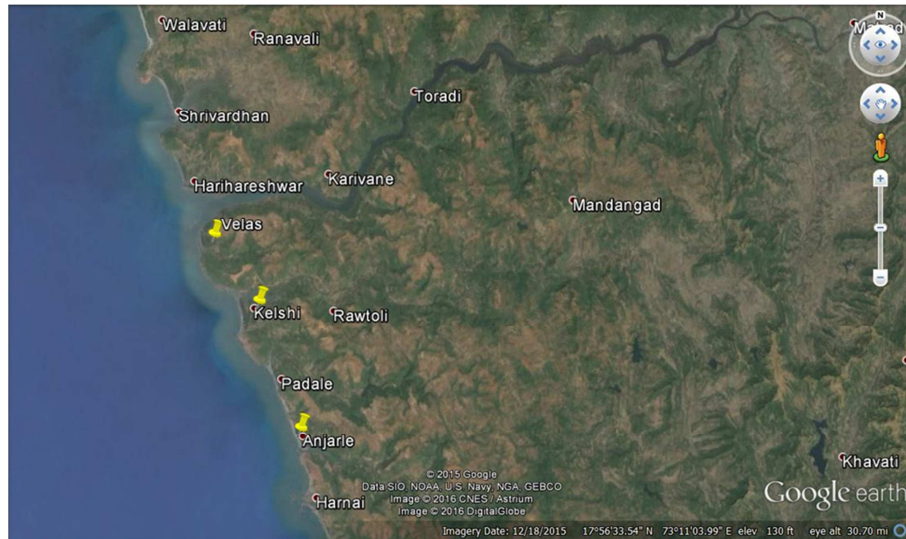 Walavati
Ranavali
N
Toradi
Shrivardhan
Karivane
Harihareshwar
Mandangad
Velas
Kelshi
Rawtoli
Padale
Anjarle
Khavati
Harnai
© 2015 Google
Data SIO, NOAA, U.S. Navy, NGA, GEBCO
Image © 2016 CNES / Astrium
Image © 2016 DigitalGlobe
Google earth
Imagery Date: 12/18/2015 17°56'33.54" N 73°11'03.99" E elev 130 ft eye alt 30.70 mi